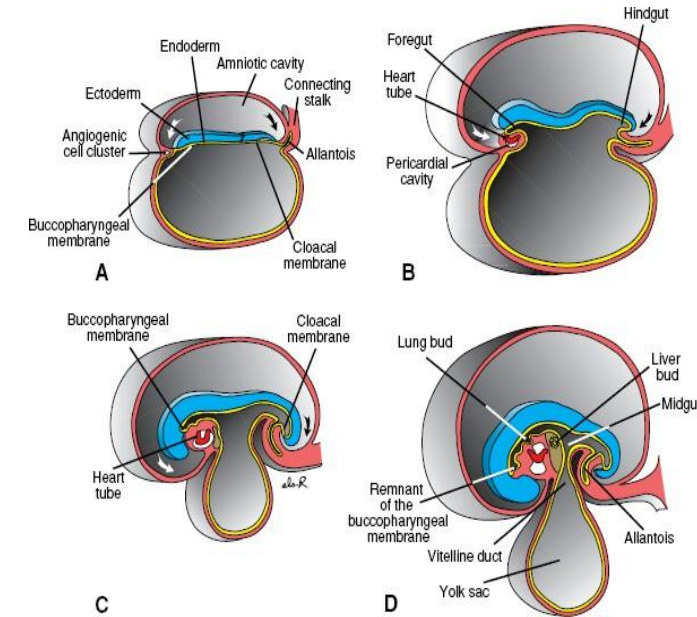 Endoderm
Amniotic cavity
Connecting
stalk
Ectoderm
Angiogenic
cell cluster
Allantois
Buccopharyngeal
membrane
Cloacal
membrane
A
Hindgut
Foregut
Heart
tube
Pericardial
cavity
B
Buccopharyngeal
membrane
Cloacal
membrane
Heart
tube
els-R
C
Lung bud
Liver
bud
Midgu
Remnant
of the
buccopharyngeal
membrane
Allantois
Vitelline duct
Yolk sac
D